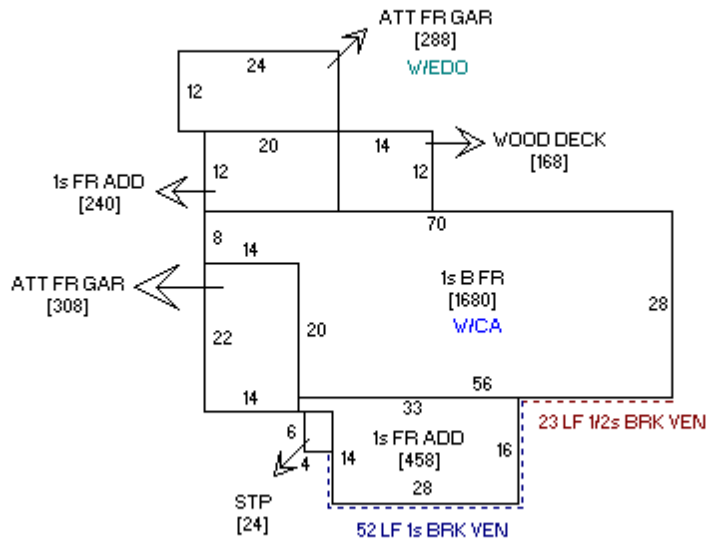 ATT FR GAR
[288]
W/EDO
24
12
20
14
WOOD DECK
[168]
12
12
1s FR ADD
[240]
70
8
14
1s B FR
[1680]
W/CA
28
ATT FR GAR
[308]
22
20
14
56
33
23 LF 1/2s BRK VEN
6
1s FR ADD
[458]
16
14
4
28
STP
[24]
52 LF 1s BRK VEN